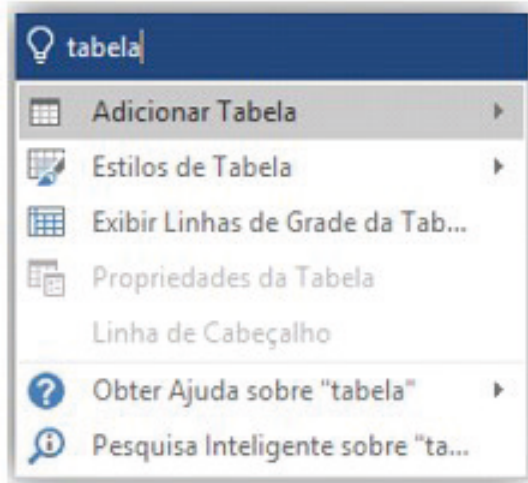 tabela
Adicionar Tabela
Estilos de Tabela
Exibir Linhas de Grade da Tab...
Propriedades da Tabela
Linha de Cabeçalho
Obter Ajuda sobre "tabela"
Pesquisa Inteligente sobre "ta...